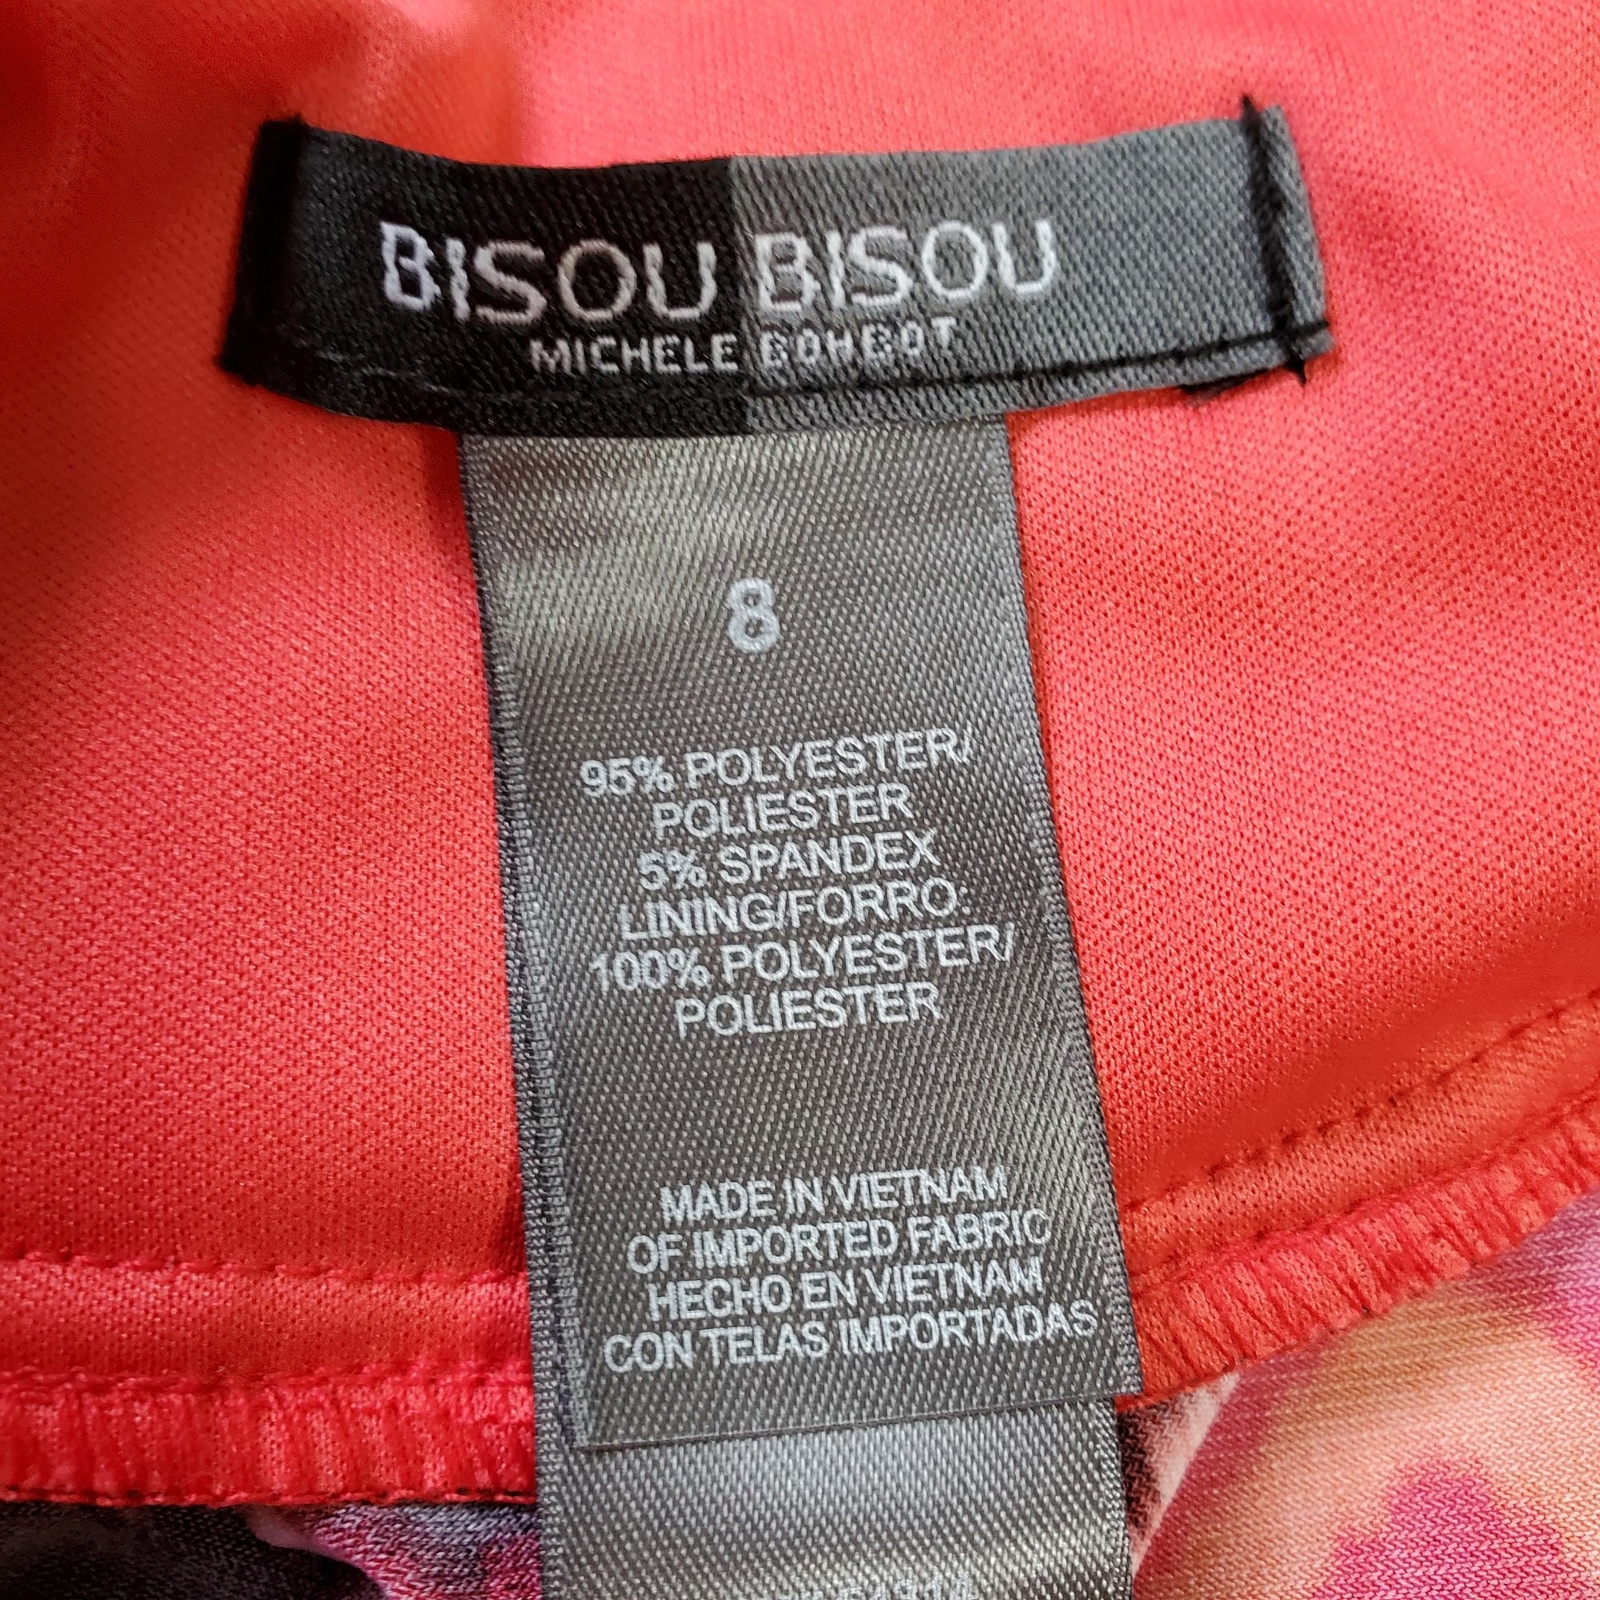 BISOU BISOU
MICHELE BOHBOT
8
95% POLYESTER/
POLIESTER
5% SPANDEX
LINING/FORRO:
100% POLYESTER/
POLIESTER
MADE IN VIETNAM
OF IMPORTED FABRIC
HECHO EN VIETNAM
CON TELAS IMPORTADAS